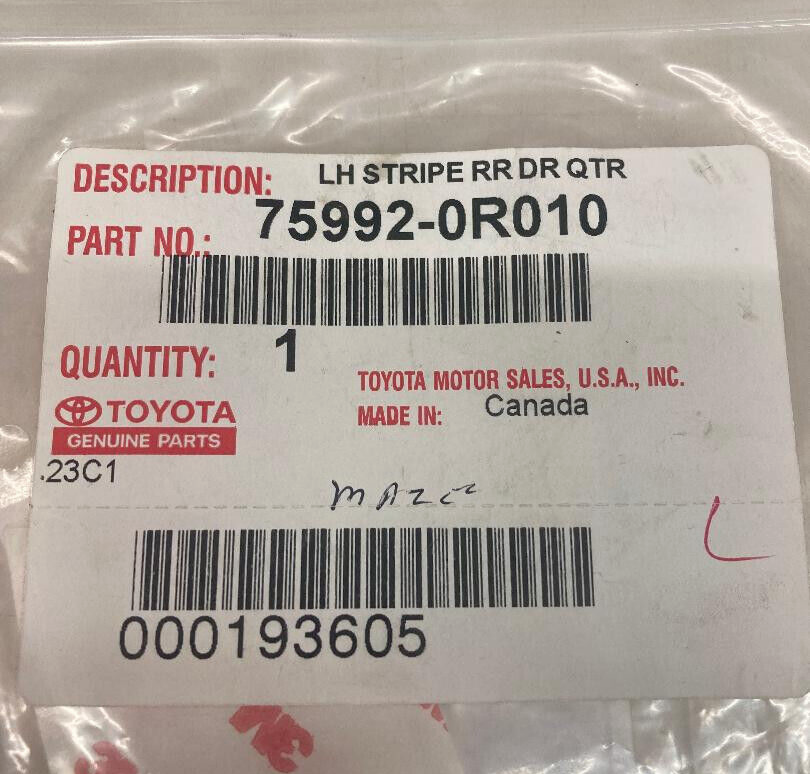 DESCRIPTION: LH STRIPE RR DR QTR
PART NO.: 75992-0R010
QUANTITY: 1
TOYOTA MOTOR SALES, U.S.A., INC.
MADE IN: Canada
TOYOTA
GENUINE PARTS
.23C1
L
000193605
3M